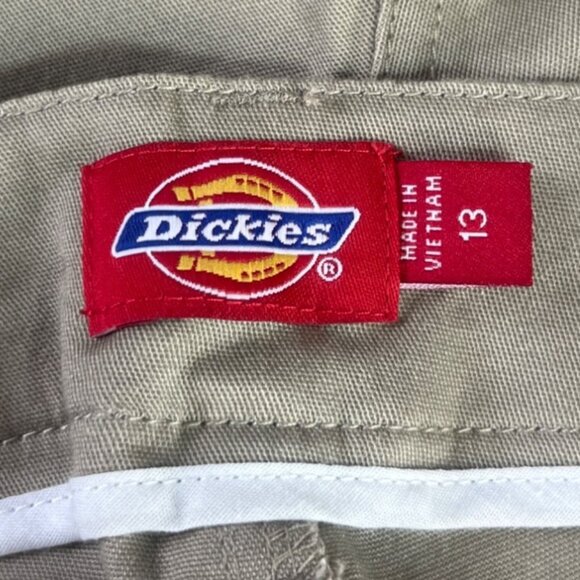 Dickies
®
MADE IN
VIETNAM
13